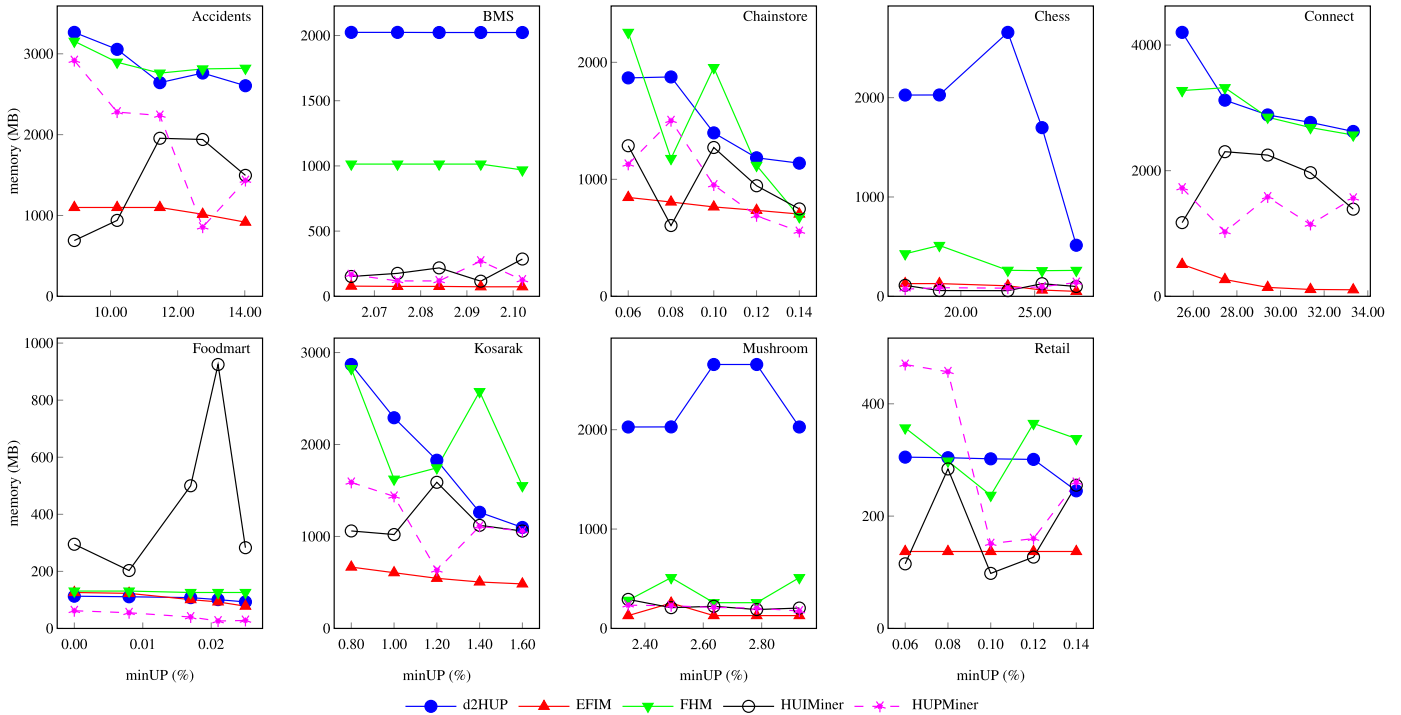 Accidents
BMS
Chainstore
Chess
Connect
memory (MB)
3000
2000
1000
0
10.00 12.00 14.00
2000
1500
1000
500
0
2.07 2.08 2.09 2.10
2000
1000
0
0.06 0.08 0.10 0.12 0.14
2000
1000
0
20.00 25.00
4000
2000
0
26.00 28.00 30.00 32.00 34.00
Foodmart
Kosarak
Mushroom
Retail
memory (MB)
1000
800
600
400
200
0
0.00 0.01 0.02
minUP (%)
3000
2000
1000
0
0.80 1.00 1.20 1.40 1.60
minUP (%)
2000
1000
0
2.40 2.60 2.80
minUP (%)
400
200
0
0.06 0.08 0.10 0.12 0.14
minUP (%)
d2HUP EFIM FHM HUIMiner HUPMiner